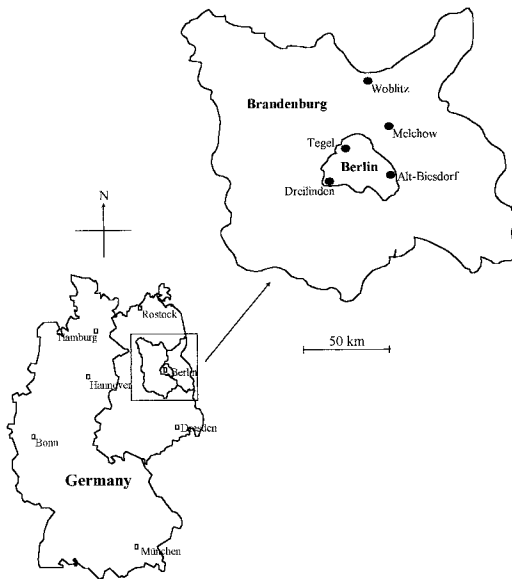 Woblitz
Brandenburg
Melchow
Tegel
Berlin
Alt-Biesdorf
Dreilinden
N
Rostock
Hamburg
50 km
Berlin
Hannover
Dresden
Bonn
Germany
München